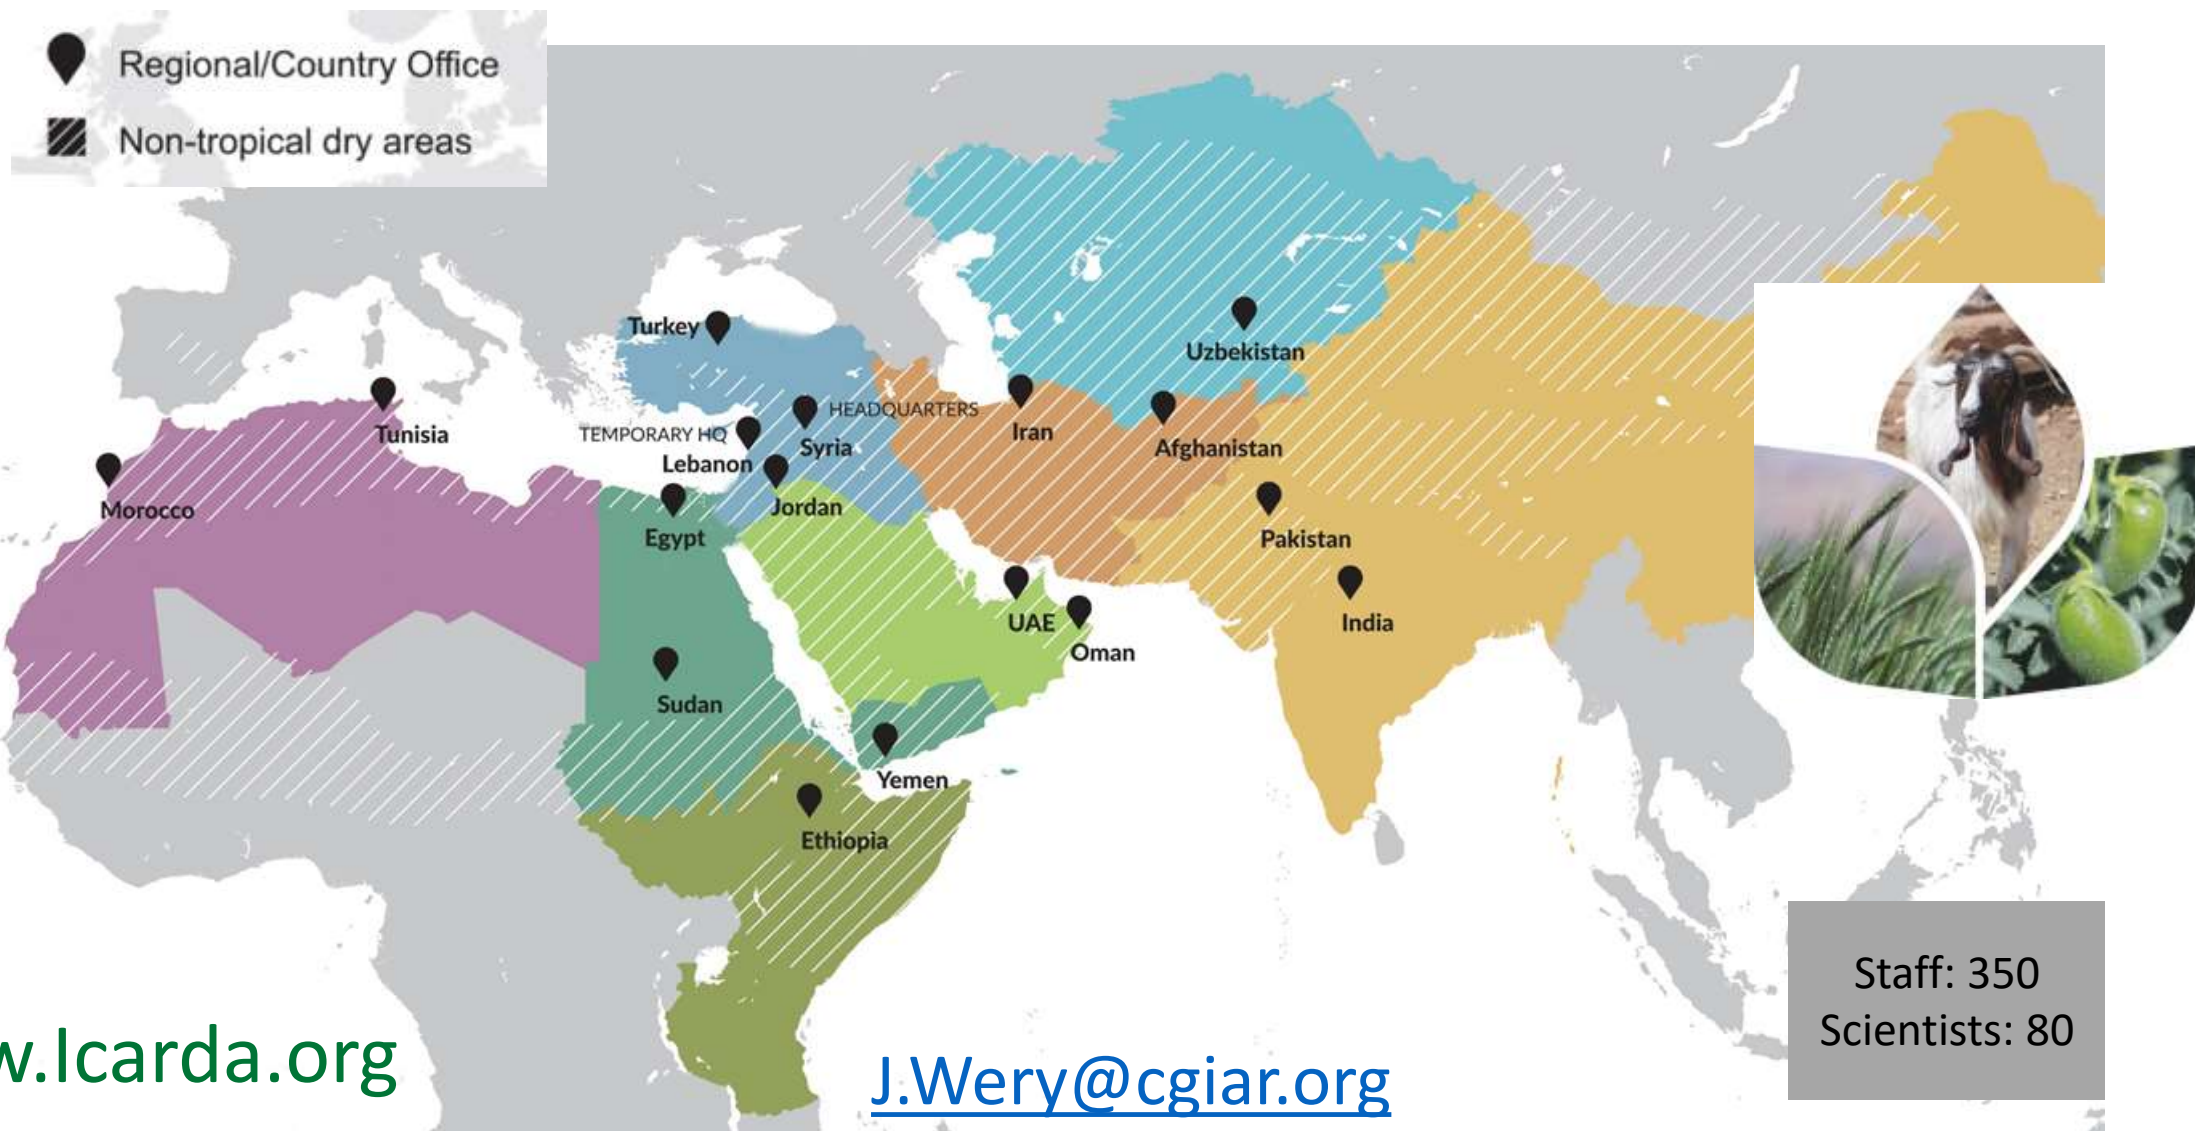 Regional/Country Office
Non-tropical dry areas
Turkey
Uzbekistan
HEADQUARTERS
TEMPORARY HQ
Syria
Lebanon
Tunisia
Iran
Afghanistan
Morocco
Jordan
Egypt
Pakistan
UAE
India
Oman
Sudan
Yemen
Ethiopia
Staff: 350
Scientists: 80
w.Icarda.org
J.Wery@cgiar.org